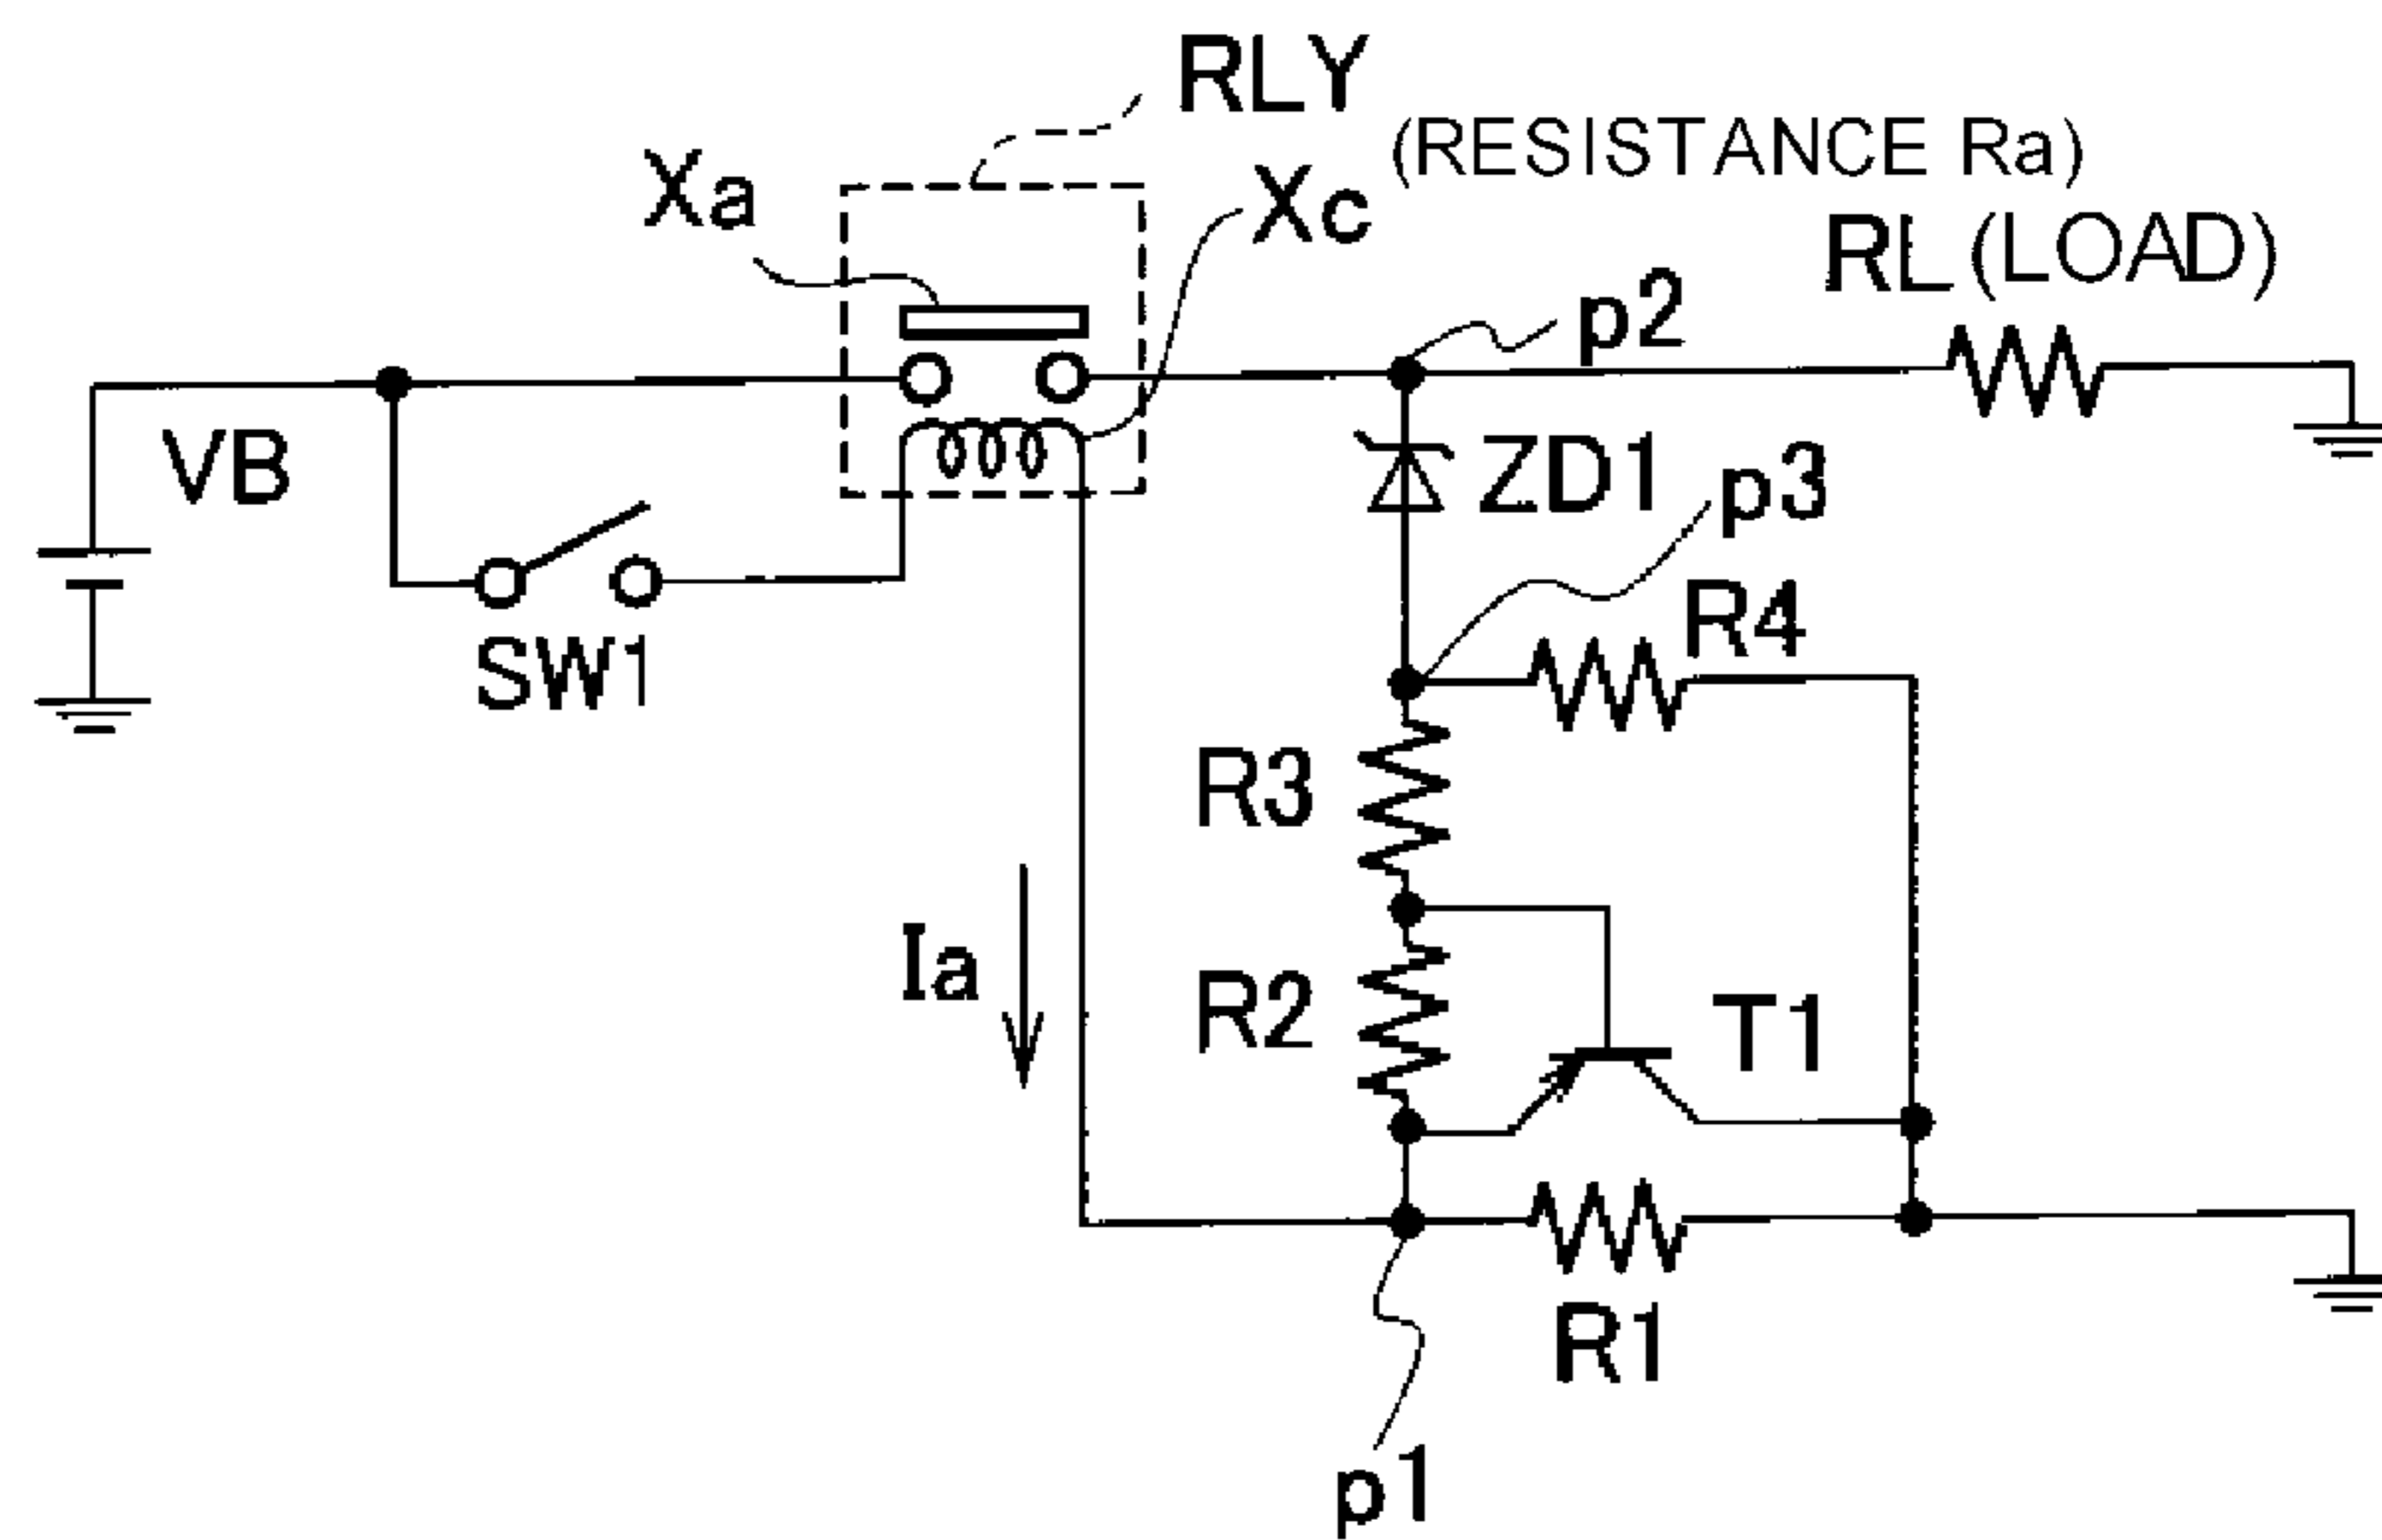 RLY
(RESISTANCE Ra)
Xa
Xc
RL (LOAD)
p2
VB
ZD1
p3
SW1
R4
R3
Ia
R2
T1
R1
p1